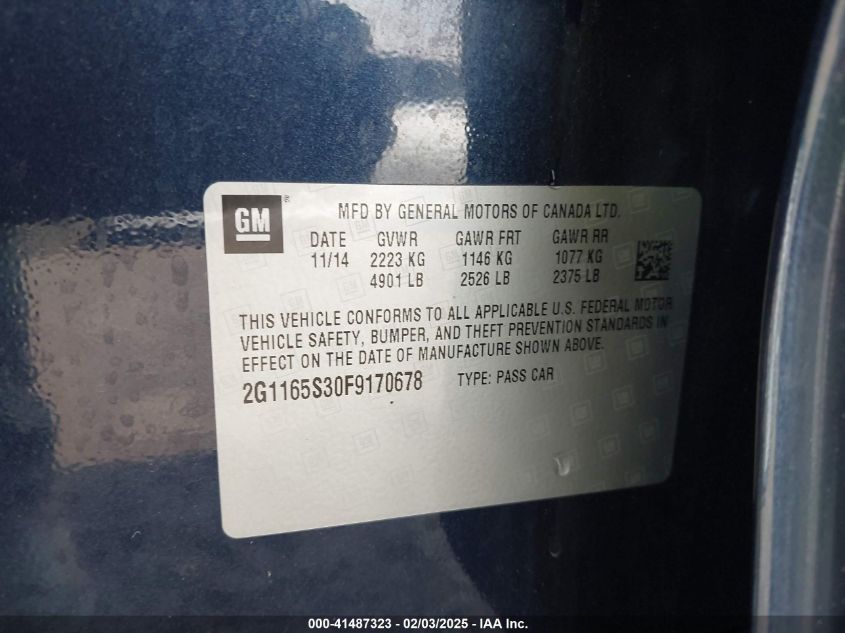 GM ®
MFD BY GENERAL MOTORS OF CANADA LTD.
DATE GVWR GAWR FRT GAWR RR
11/14 2223 KG 1146 KG 1077 KG
4901 LB 2526 LB 2375 LB
THIS VEHICLE CONFORMS TO ALL APPLICABLE U.S. FEDERAL MOTOR
VEHICLE SAFETY, BUMPER, AND THEFT PREVENTION STANDARDS IN
EFFECT ON THE DATE OF MANUFACTURE SHOWN ABOVE.
2G1165S30F9170678 TYPE: PASS CAR
000-41487323 - 02/03/2025 - IAA Inc.